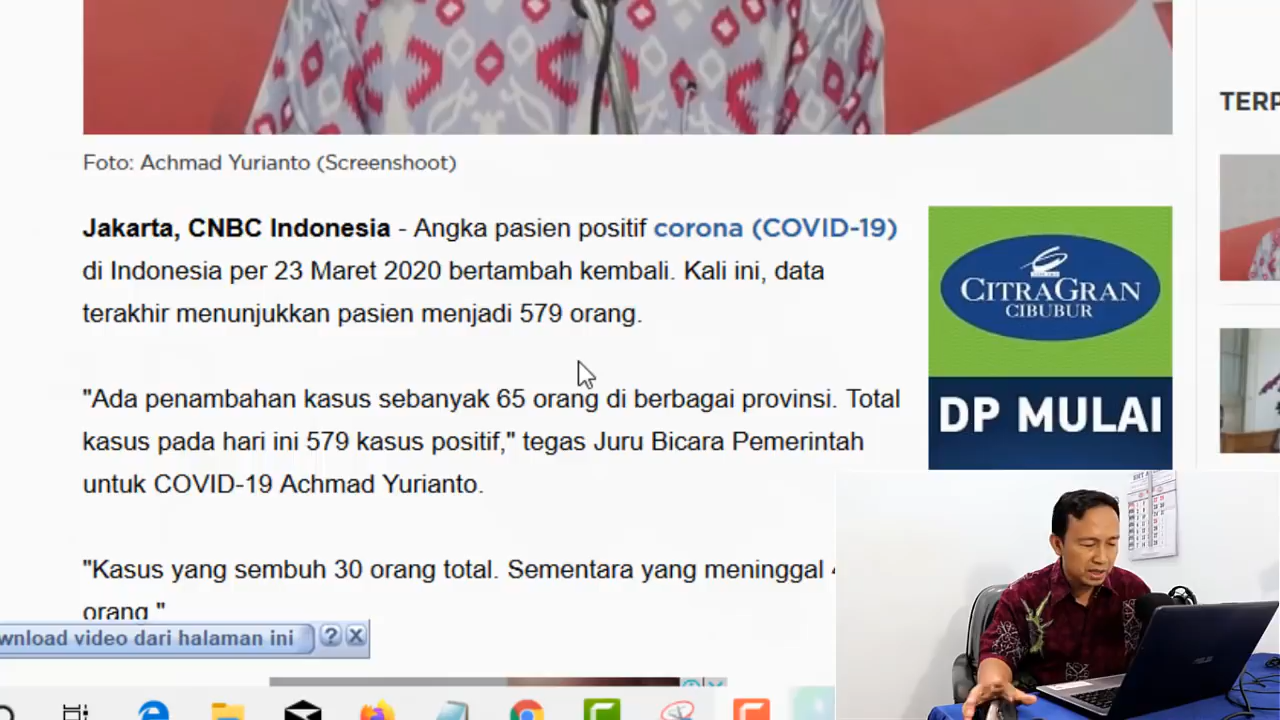 TERP
Foto: Achmad Yurianto (Screenshoot)
Jakarta, CNBC Indonesia - Angka pasien positif corona (COVID-19)
di Indonesia per 23 Maret 2020 bertambah kembali. Kali ini, data
terakhir menunjukkan pasien menjadi 579 orang.
CITRAGRAN
CIBUBUR
DP MULAI
"Ada penambahan kasus sebanyak 65 orang di berbagai provinsi. Total
kasus pada hari ini 579 kasus positif," tegas Juru Bicara Pemerintah
untuk COVID-19 Achmad Yurianto.
"Kasus yang sembuh 30 orang total. Sementara yang meninggal
orang."
wnload video dari halaman ini ?
ASUS